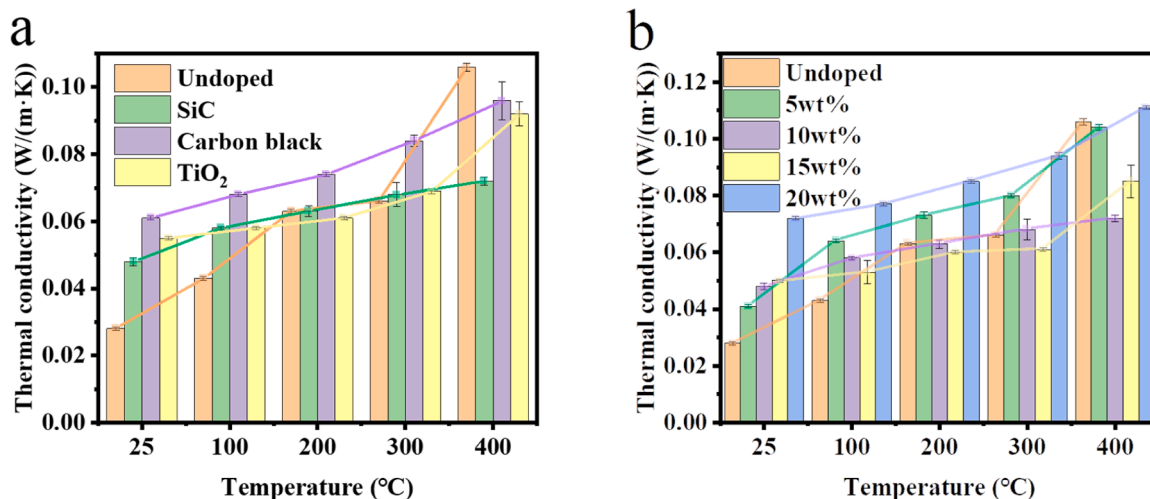 a
Thermal conductivity (W/(m·K))
0.10
0.08
0.06
0.04
0.02
0.00
Undoped
SiC
Carbon black
TiO₂
25 100 200 300 400
Temperature (°C)
b
Thermal conductivity (W/(m·K))
0.12
0.10
0.08
0.06
0.04
0.02
0.00
Undoped
5wt%
10wt%
15wt%
20wt%
25 100 200 300 400
Temperature (°C)